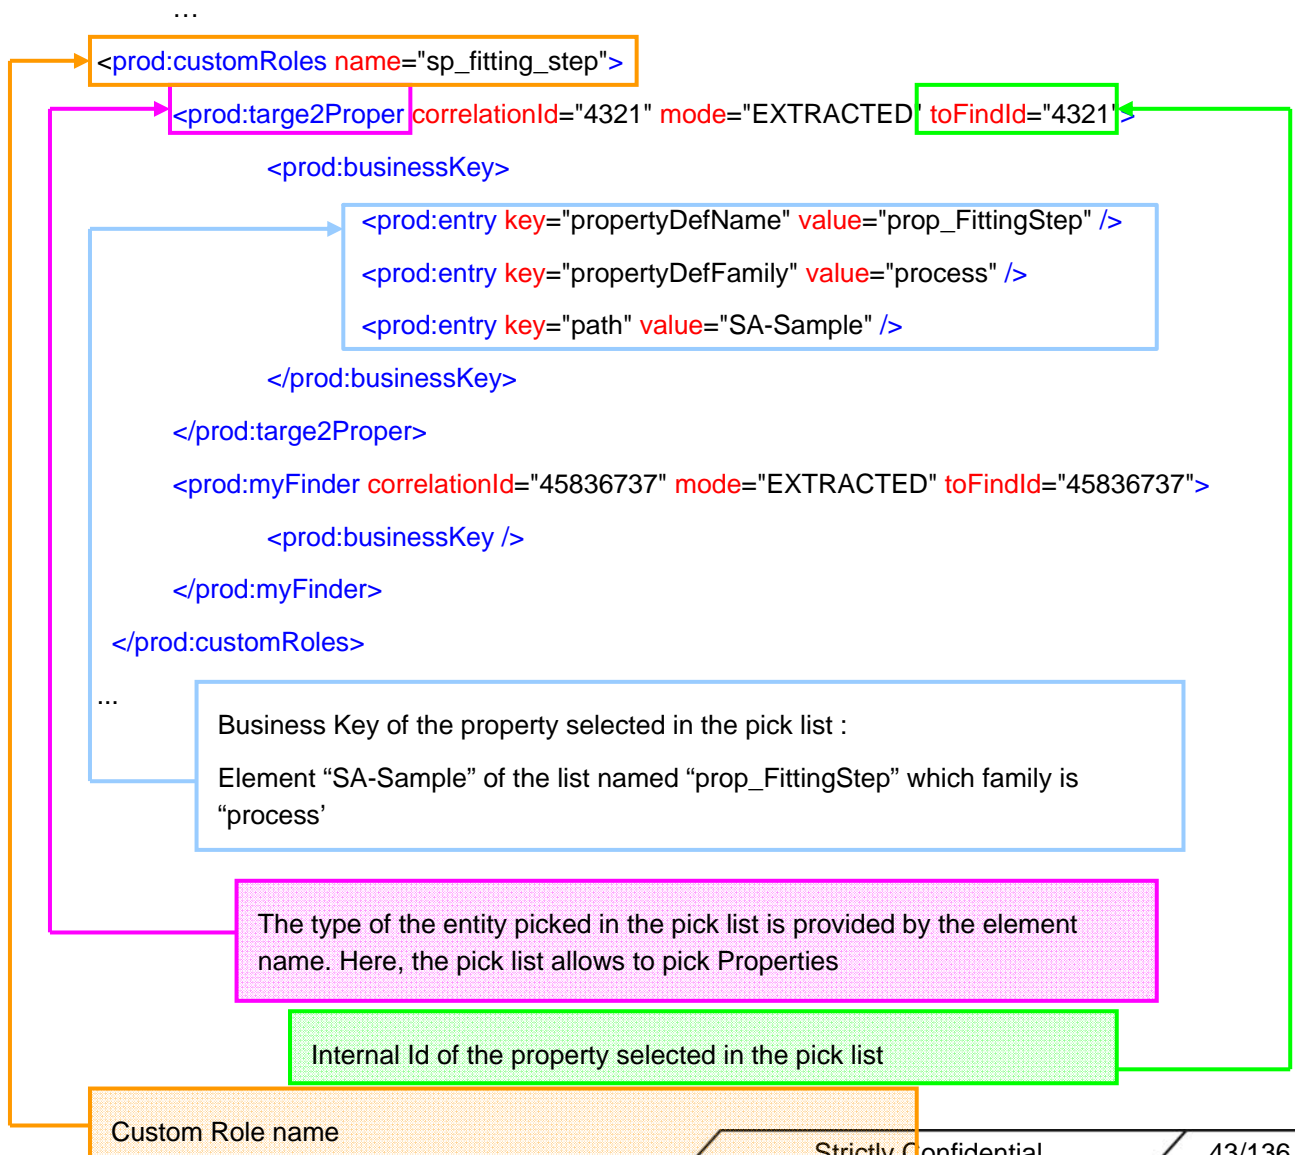 ...
<prod:customRoles name="sp_fitting_step">
<prod:targe2Proper correlationId="4321" mode="EXTRACTED" toFindId="4321">
<prod:businessKey>
<prod:entry key="propertyDefName" value="prop_FittingStep" />
<prod:entry key="propertyDefFamily" value="process" />
<prod:entry key="path" value="SA-Sample" />
</prod:businessKey>
</prod:targe2Proper>
<prod:myFinder correlationId="45836737" mode="EXTRACTED" toFindId="45836737">
<prod:businessKey />
</prod:myFinder>
</prod:customRoles>
...
Business Key of the property selected in the pick list :
Element “SA-Sample” of the list named “prop_FittingStep” which family is
“process’
The type of the entity picked in the pick list is provided by the element
name. Here, the pick list allows to pick Properties
Internal Id of the property selected in the pick list
Custom Role name
Strictly Confidential
43/136